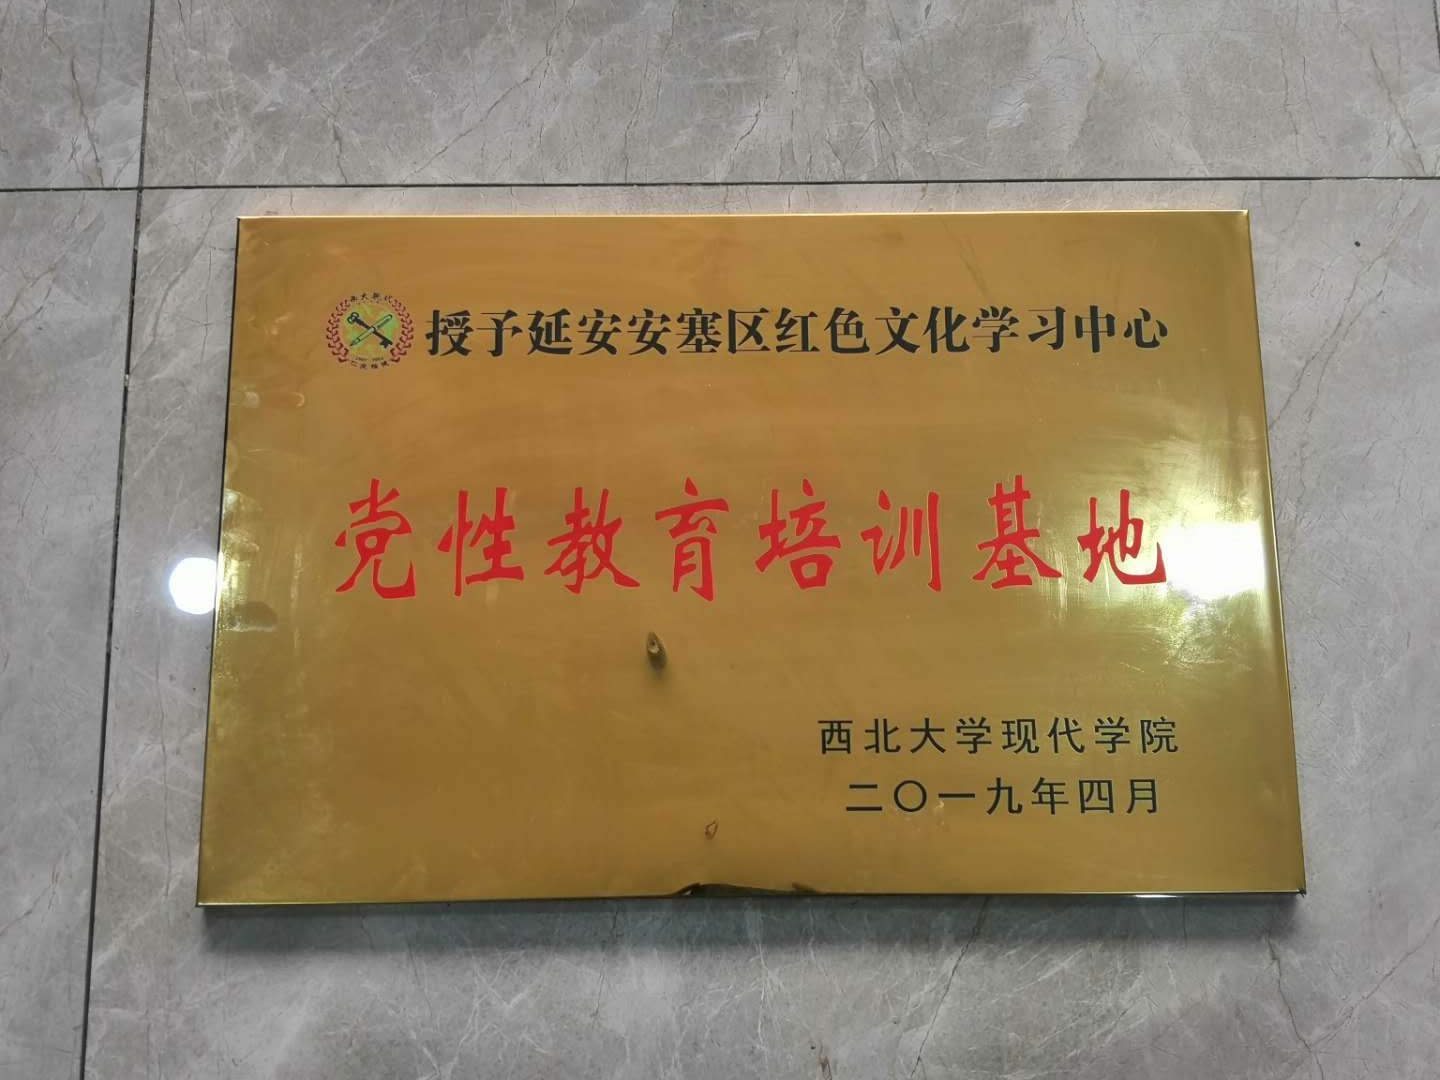 授予延安安塞区红色文化学习中心
党性教育培训基地
西北大学现代学院
二〇一九年四月